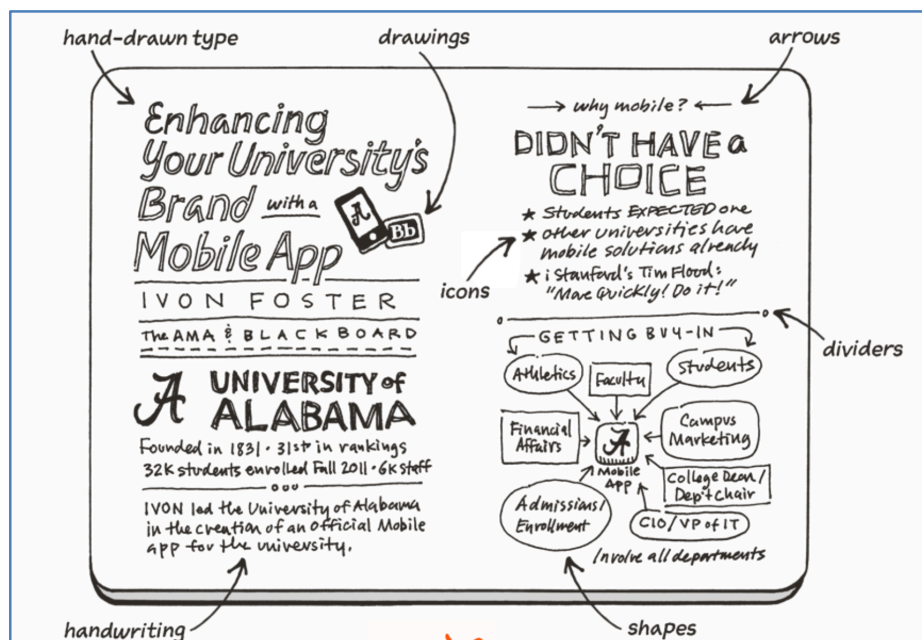 hand-drawn type
drawings
arrows
Enhancing
Your University's
Brand with a
Mobile App
A
Bb
IVON FOSTER
The AMA & BLACKBOARD
A UNIVERSITY of
ALABAMA
Founded in 1831 · 31st in rankings
32K students enrolled Fall 2011 · 6K staff
IVON led the University of Alabama
in the creation of an official Mobile
app for the university.
handwriting
why mobile?
DIDN'T HAVE a
CHOICE
★ Students EXPECTED one
★ other universities have
mobile solutions already
★ iStanford's Tim Flood:
"Move Quickly! Do it!"
icons
dividers
GETTING BUY-IN
Athletics
Faculty
Students
Financial
Affairs
A
Mobile
App
Campus
Marketing
College Dean/
Dep't Chair
Admissions/
Enrollment
CIO/VP of IT
Involve all departments
shapes